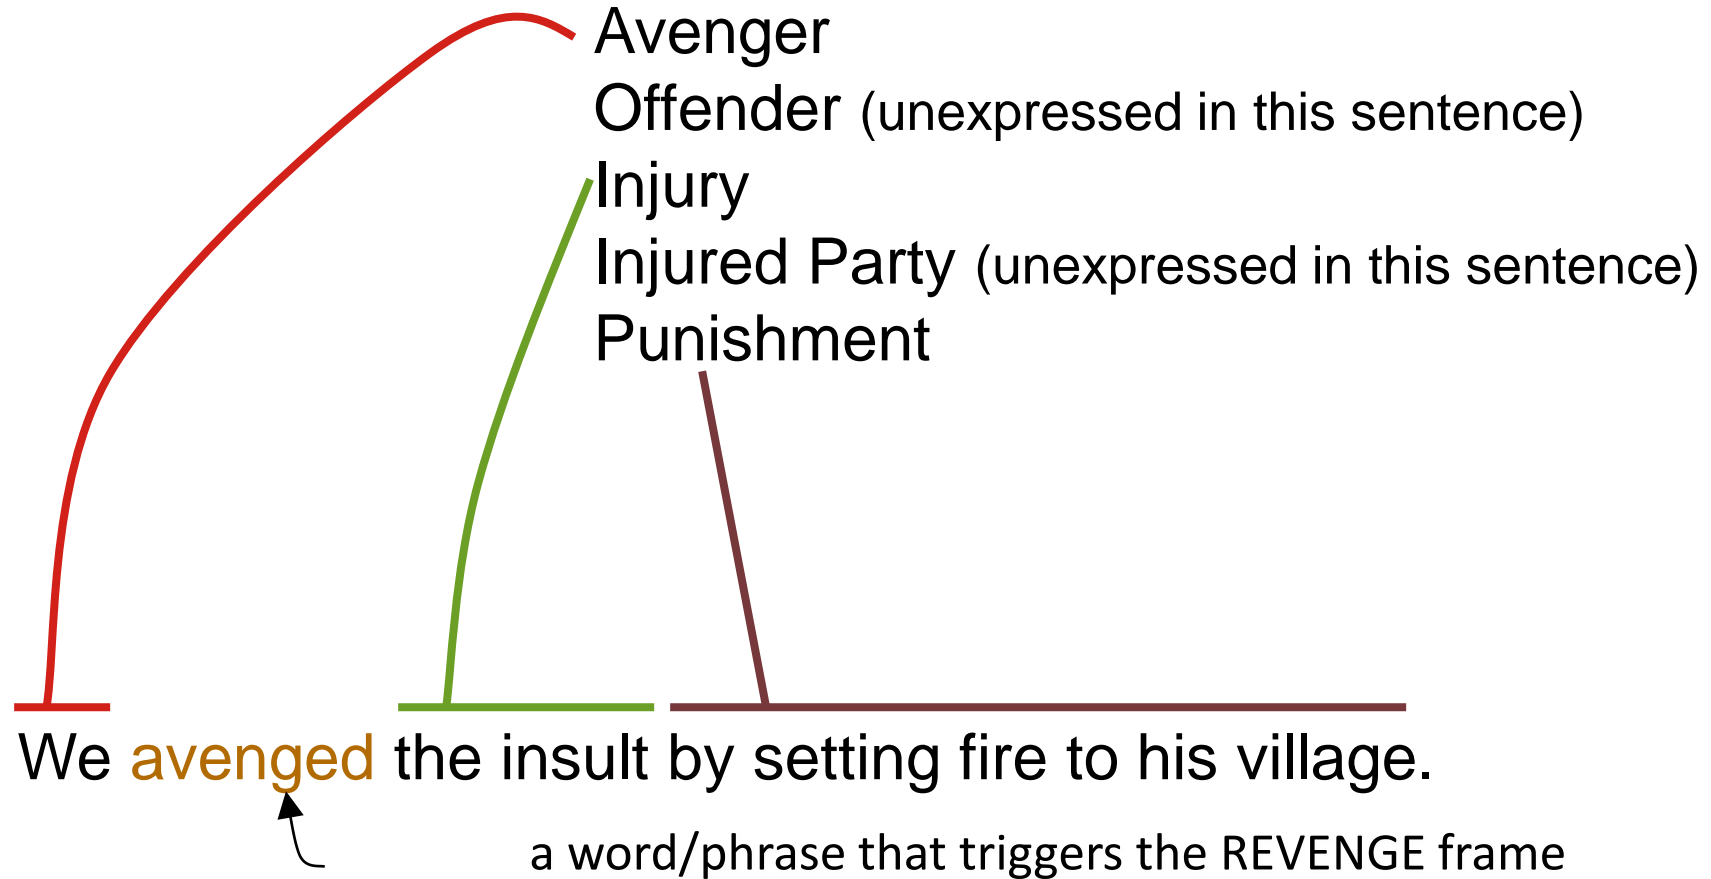 Avenger
Offender (unexpressed in this sentence)
Injury
Injured Party (unexpressed in this sentence)
Punishment
We avenged the insult by setting fire to his village.
a word/phrase that triggers the REVENGE frame